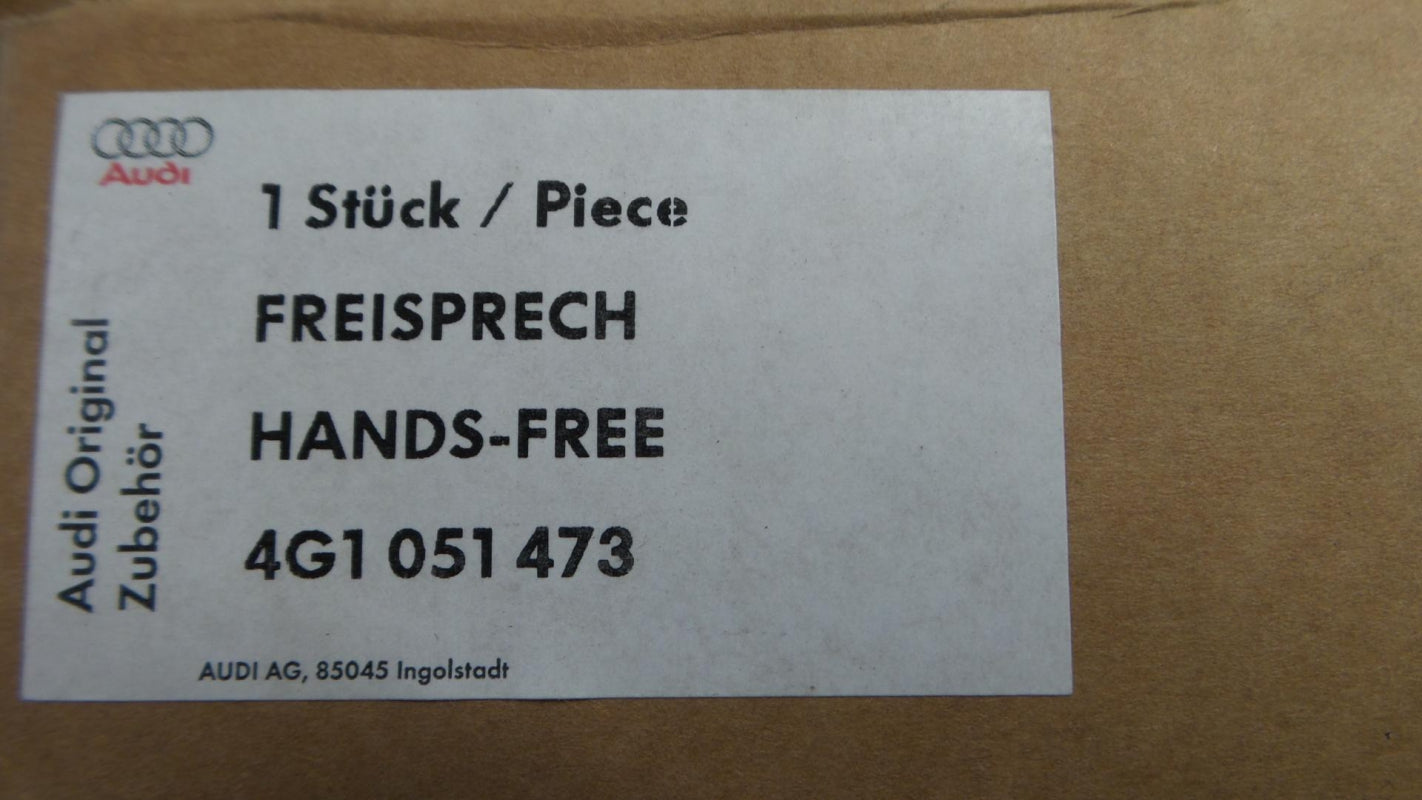 Audi
1 Stück / Piece
FREISPRECH
HANDS-FREE
4G1 051 473
Audi Original
Zubehör
AUDI AG, 85045 Ingolstadt